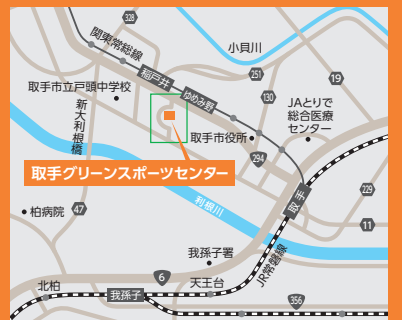 328
関東常総線
小貝川
稲戸井
251
19
取手市立戸頭中学校
ゆめみ野
130
JAとりで
総合医療
センター
新大利根橋
取手市役所
294
取手グリーンスポーツセンター
利根川
取手
229
柏病院
47
11
我孫子署
JR常磐線
6
天王台
北柏
我孫子
356